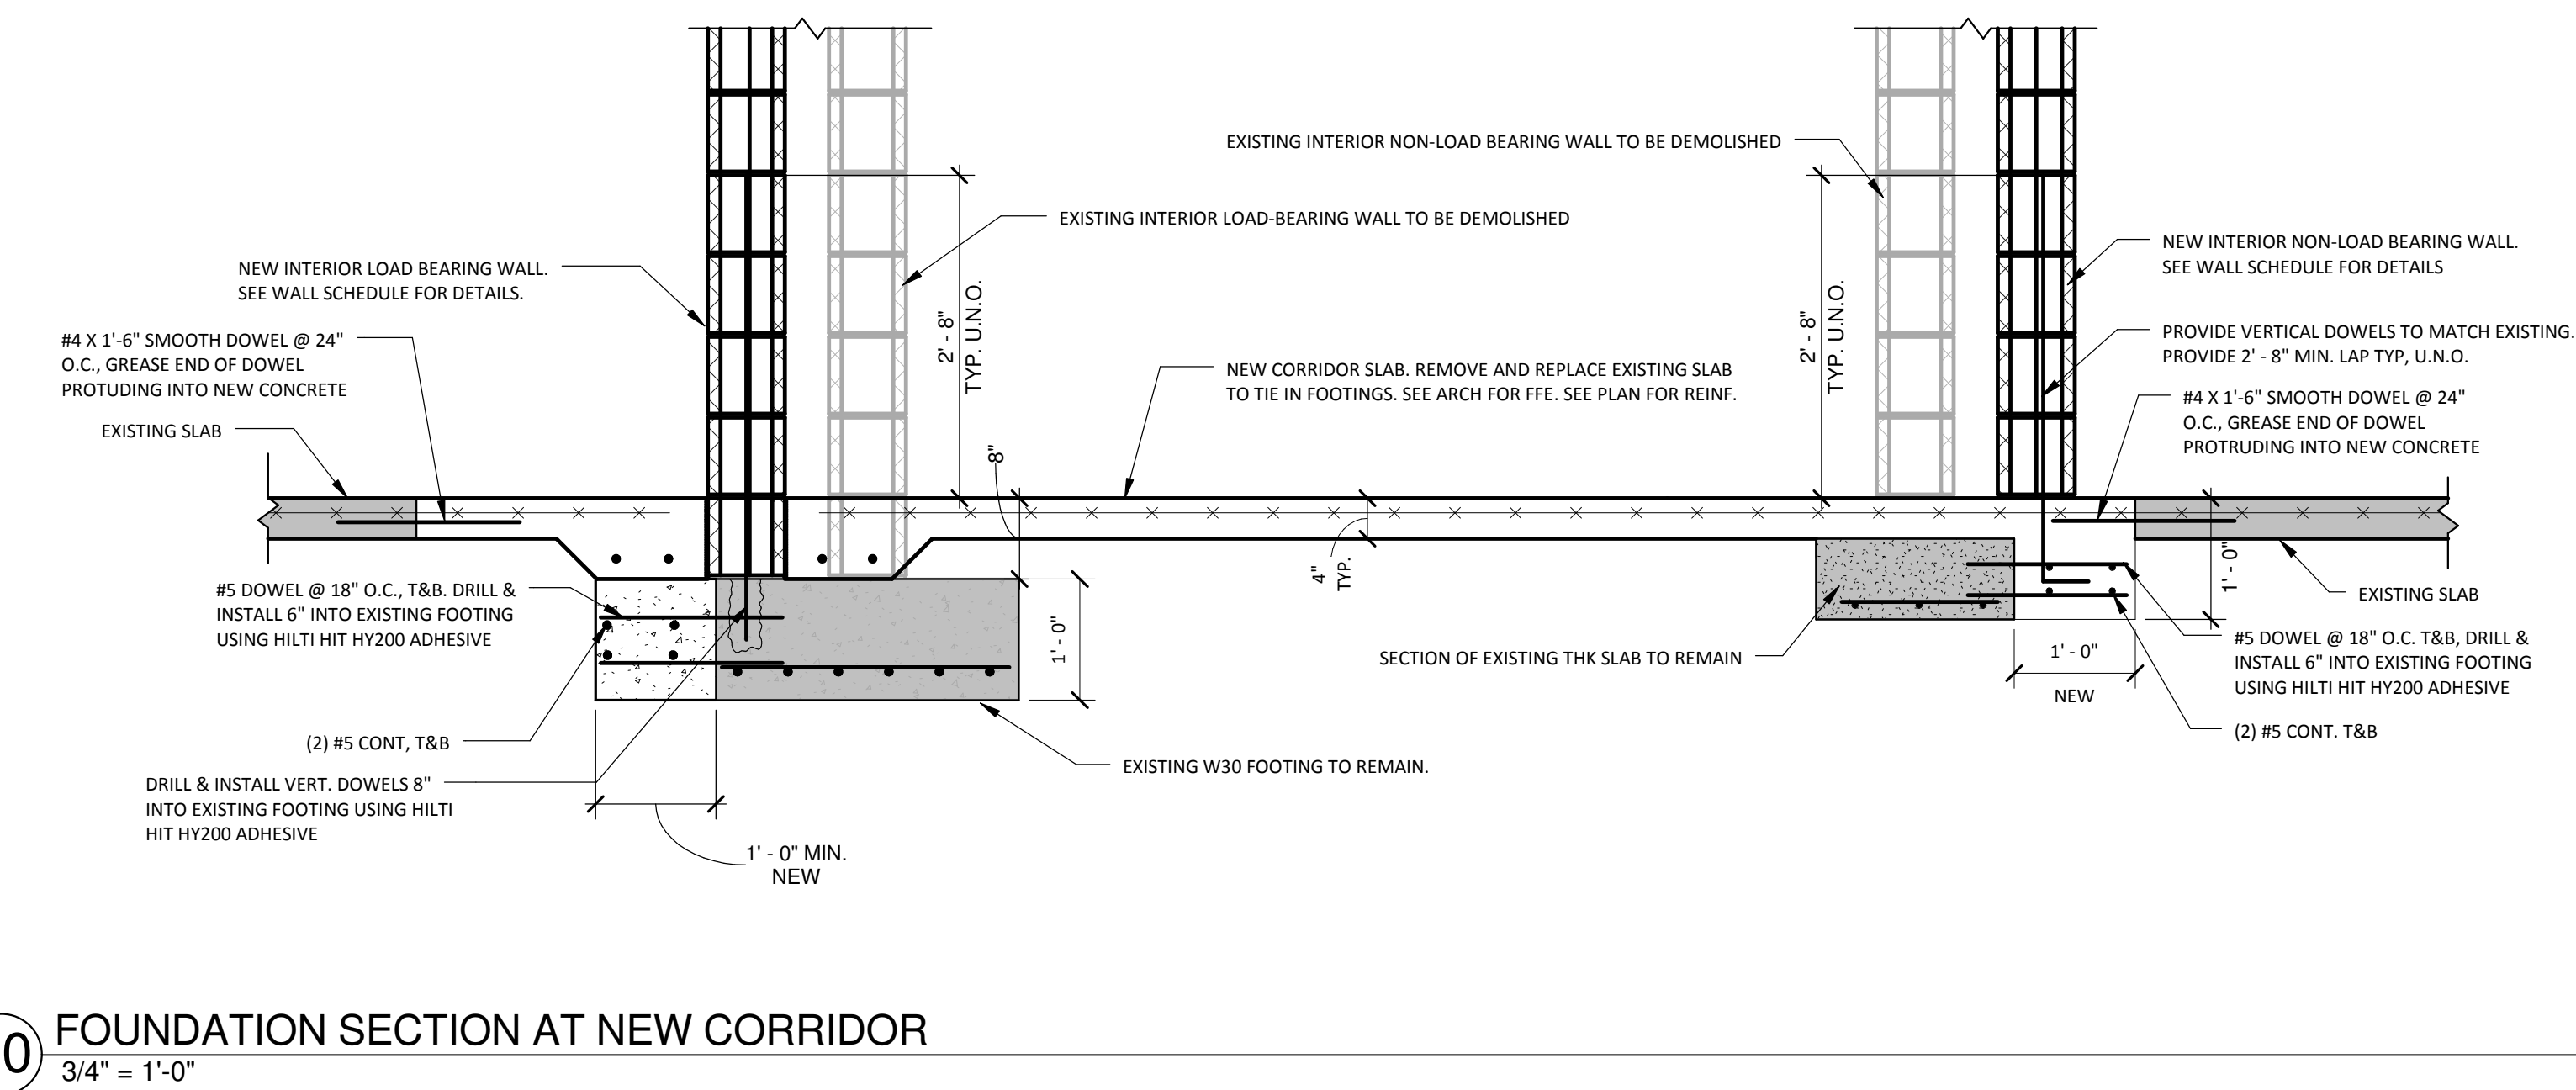 EXISTING INTERIOR NON-LOAD BEARING WALL TO BE DEMOLISHED
EXISTING INTERIOR LOAD-BEARING WALL TO BE DEMOLISHED
NEW INTERIOR LOAD BEARING WALL.
SEE WALL SCHEDULE FOR DETAILS.
#4 X 1'-6" SMOOTH DOWEL @ 24"
O.C., GREASE END OF DOWEL
PROTUDING INTO NEW CONCRETE
EXISTING SLAB
2' - 8"
TYP. U.N.O.
8"
NEW CORRIDOR SLAB. REMOVE AND REPLACE EXISTING SLAB
TO TIE IN FOOTINGS. SEE ARCH FOR FFE. SEE PLAN FOR REINF.
2' - 8"
TYP. U.N.O.
NEW INTERIOR NON-LOAD BEARING WALL.
SEE WALL SCHEDULE FOR DETAILS
PROVIDE VERTICAL DOWELS TO MATCH EXISTING.
PROVIDE 2' - 8" MIN. LAP TYP, U.N.O.
#4 X 1'-6" SMOOTH DOWEL @ 24"
O.C., GREASE END OF DOWEL
PROTRUDING INTO NEW CONCRETE
#5 DOWEL @ 18" O.C., T&B. DRILL &
INSTALL 6" INTO EXISTING FOOTING
USING HILTI HIT HY200 ADHESIVE
1' - 0"
4"
TYP.
1' - 0"
EXISTING SLAB
SECTION OF EXISTING THK SLAB TO REMAIN
1' - 0"
NEW
#5 DOWEL @ 18" O.C. T&B, DRILL &
INSTALL 6" INTO EXISTING FOOTING
USING HILTI HIT HY200 ADHESIVE
(2) #5 CONT. T&B
(2) #5 CONT, T&B
EXISTING W30 FOOTING TO REMAIN.
DRILL & INSTALL VERT. DOWELS 8"
INTO EXISTING FOOTING USING HILTI
HIT HY200 ADHESIVE
1' - 0" MIN.
NEW
0
FOUNDATION SECTION AT NEW CORRIDOR
3/4" = 1'-0"